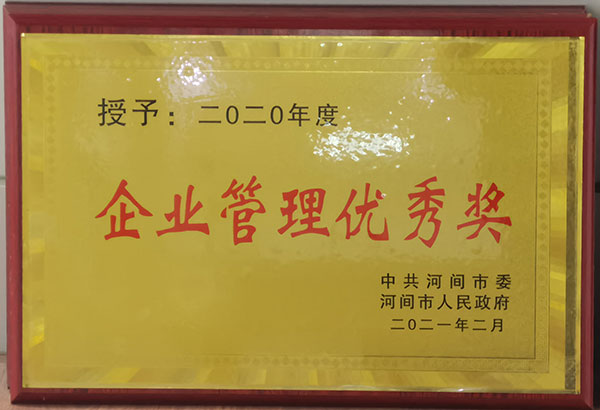 授予：二0二0年度
企业管理优秀奖
中共河间市委
河间市人民政府
二〇二一年二月